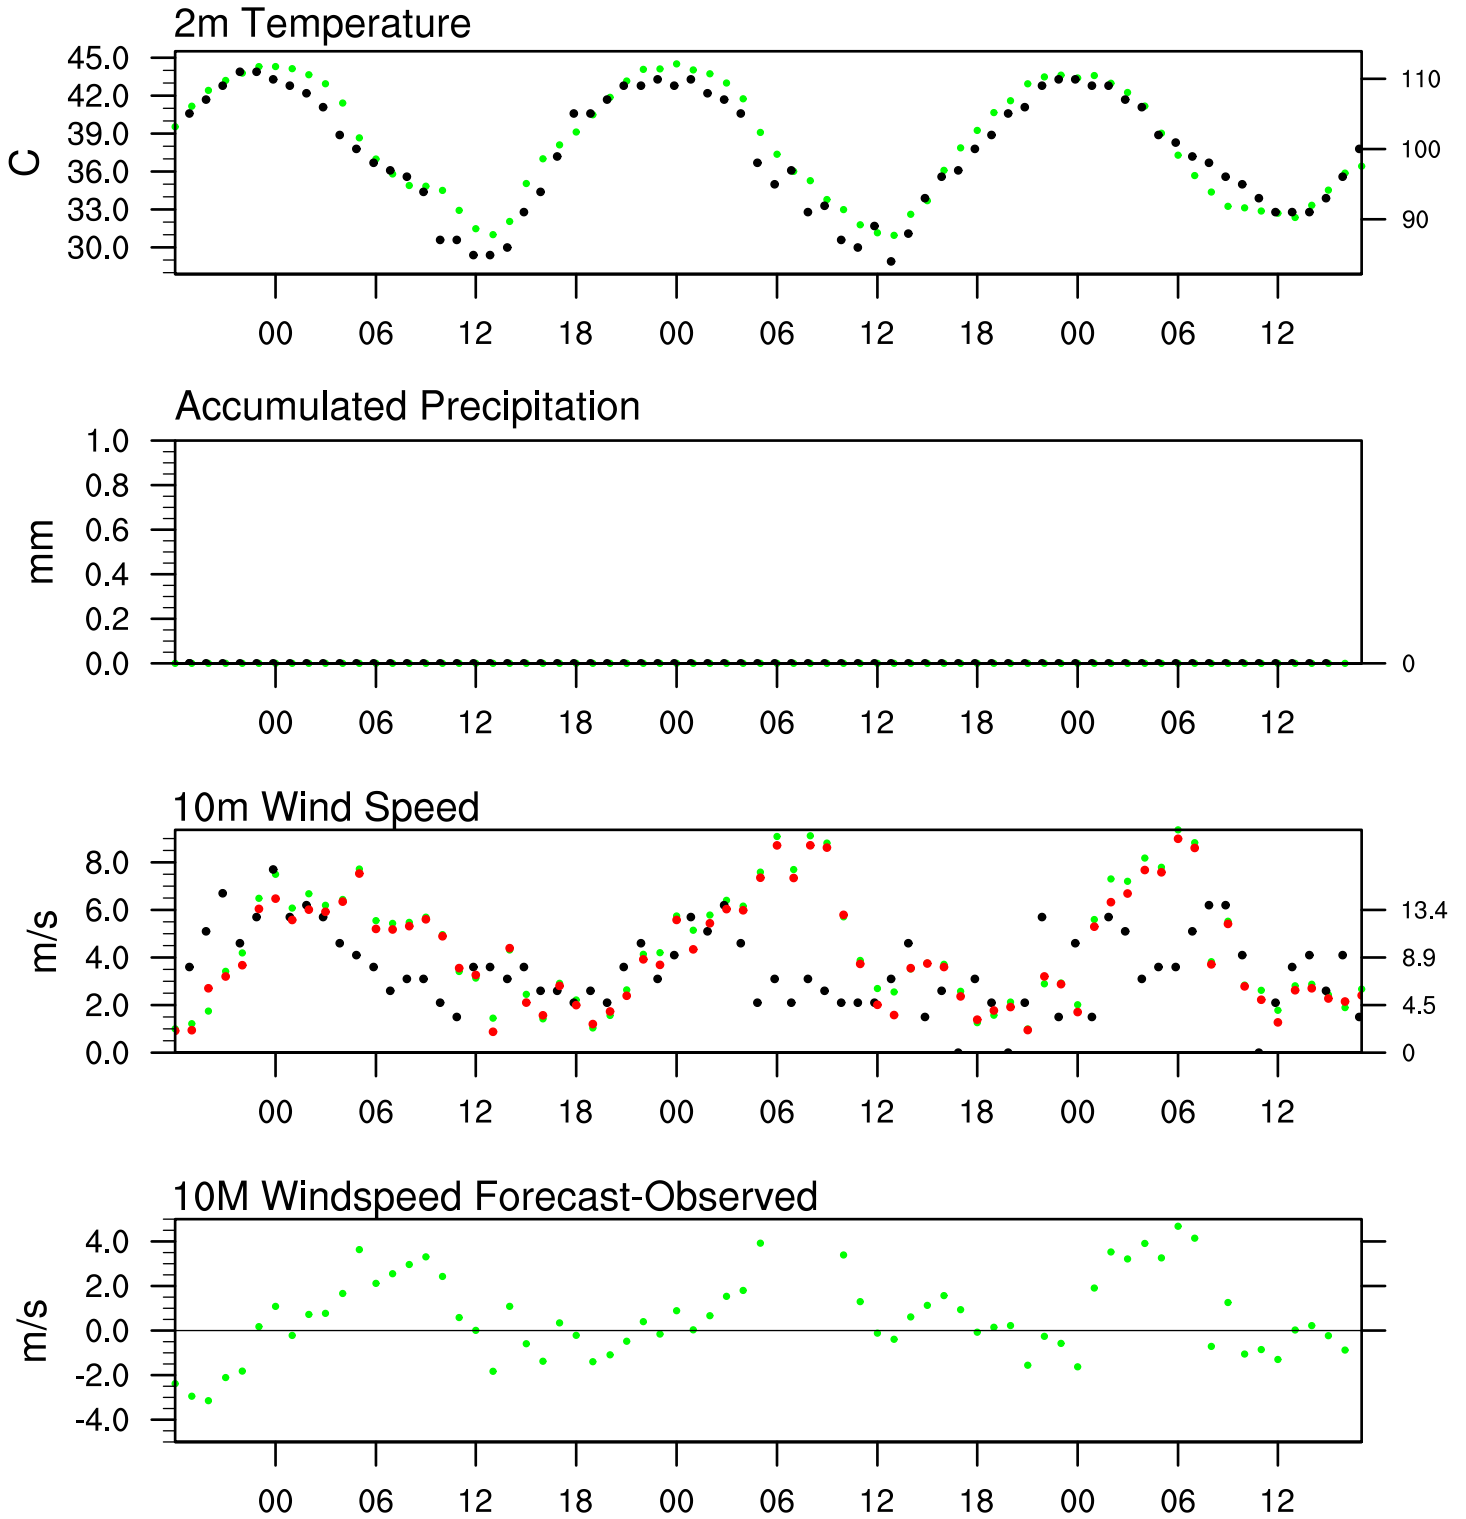 2m Temperature
45.0
42.0
39.0
36.0
33.0
30.0
C
110
100
90
00 06 12 18 00 06 12 18 00 06 12
Accumulated Precipitation
1.0
0.8
0.6
0.4
0.2
0.0
mm
0
00 06 12 18 00 06 12 18 00 06 12
10m Wind Speed
8.0
6.0
4.0
2.0
0.0
m/s
13.4
8.9
4.5
0
00 06 12 18 00 06 12 18 00 06 12
10M Windspeed Forecast-Observed
4.0
2.0
0.0
-2.0
-4.0
m/s
00 06 12 18 00 06 12 18 00 06 12